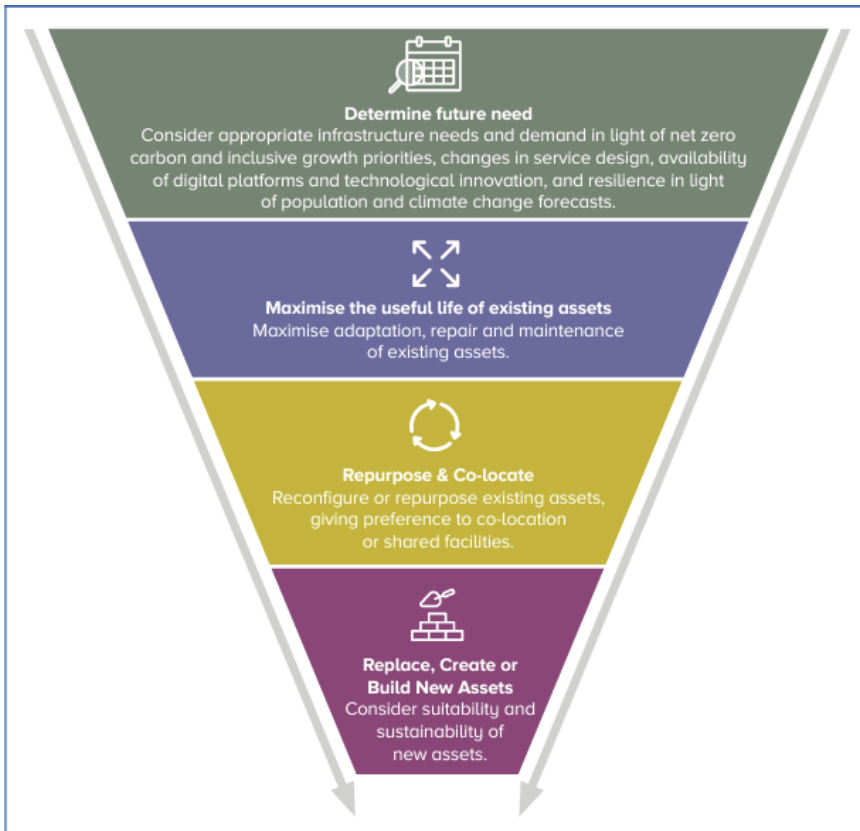 Determine future need
Consider appropriate infrastructure needs and demand in light of net zero
carbon and inclusive growth priorities, changes in service design, availability
of digital platforms and technological innovation, and resilience in light
of population and climate change forecasts.
Maximise the useful life of existing assets
Maximise adaptation, repair and maintenance
of existing assets.
Repurpose & Co-locate
Reconfigure or repurpose existing assets,
giving preference to co-location
or shared facilities.
Replace, Create or
Build New Assets
Consider suitability and
sustainability of
new assets.